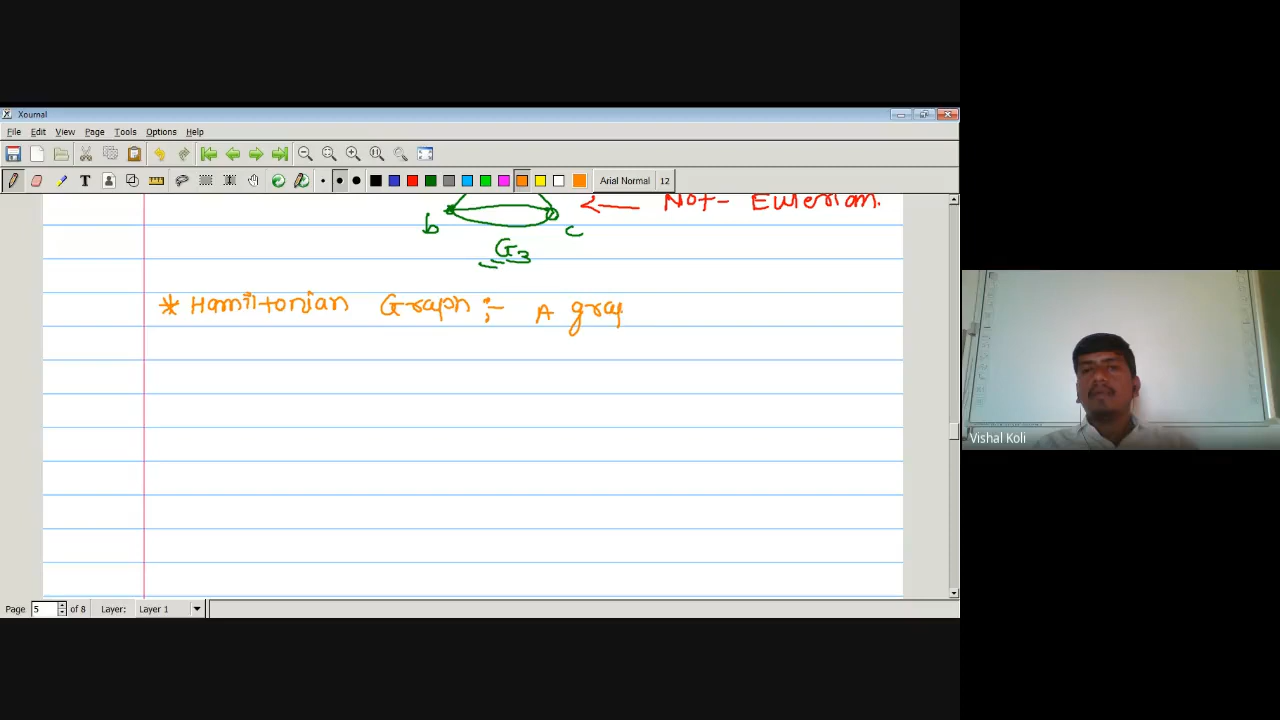 Xournal
File Edit View Page Tools Options Help
T Arial Normal 12
Not- Eulerian.
b c
G3
* Hamiltonian Graph :- A grap
Vishal Koli
Page 5 of 8 Layer: Layer 1